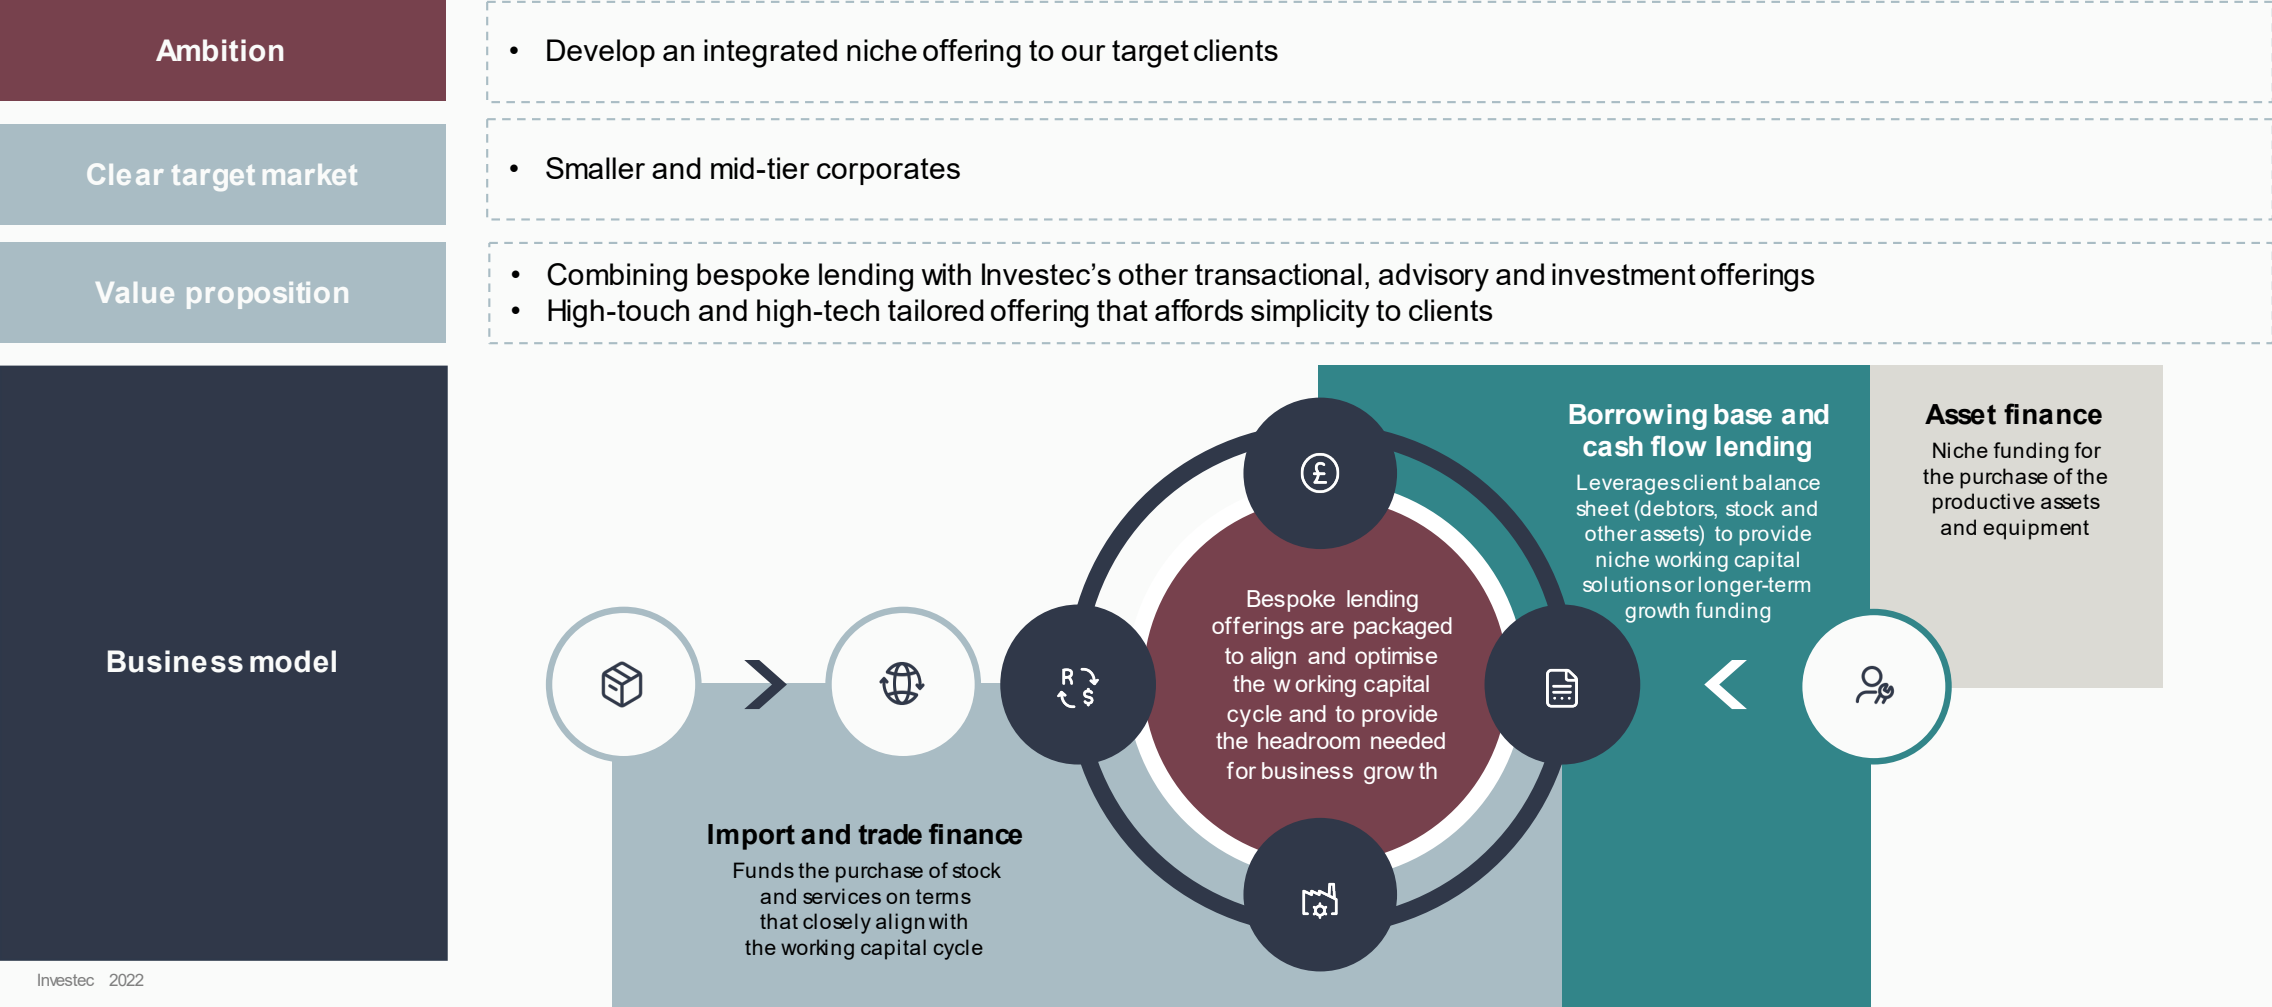 Ambition
• Develop an integrated niche offering to our target clients
Clear target market
• Smaller and mid-tier corporates
Value proposition
• Combining bespoke lending with Investec’s other transactional, advisory and investment offerings
• High-touch and high-tech tailored offering that affords simplicity to clients
Business model
Borrowing base and
cash flow lending
Leverages client balance
sheet (debtors, stock and
other assets) to provide
niche working capital
solutions or longer-term
growth funding
Asset finance
Niche funding for
the purchase of the
productive assets
and equipment
£
R
$
Bespoke lending
offerings are packaged
to align and optimise
the working capital
cycle and to provide
the headroom needed
for business growth
Import and trade finance
Funds the purchase of stock
and services on terms
that closely align with
the working capital cycle
Investec 2022